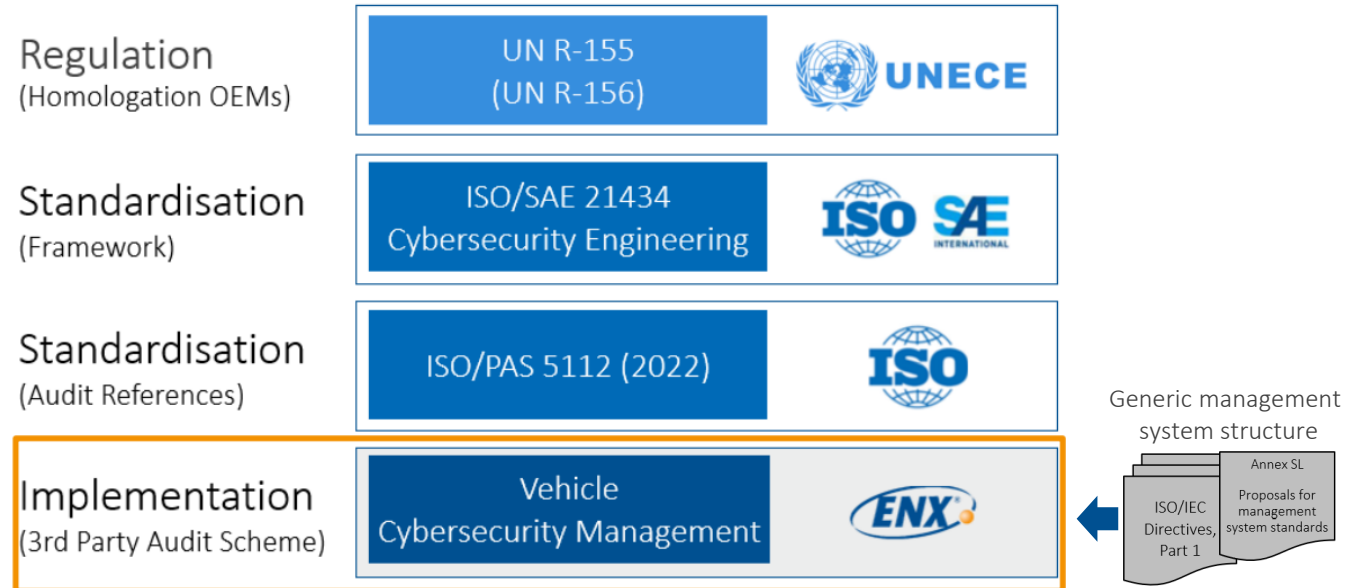 Regulation
(Homologation OEMs)
UN R-155
(UN R-156)
UNECE
Standardisation
(Framework)
ISO/SAE 21434
Cybersecurity Engineering
ISO
SAE
INTERNATIONAL
Standardisation
(Audit References)
ISO/PAS 5112 (2022)
ISO
Implementation
(3rd Party Audit Scheme)
Vehicle
Cybersecurity Management
ENX
Generic management
system structure
ISO/IEC
Directives,
Part 1
Annex SL
Proposals for
management
system standards